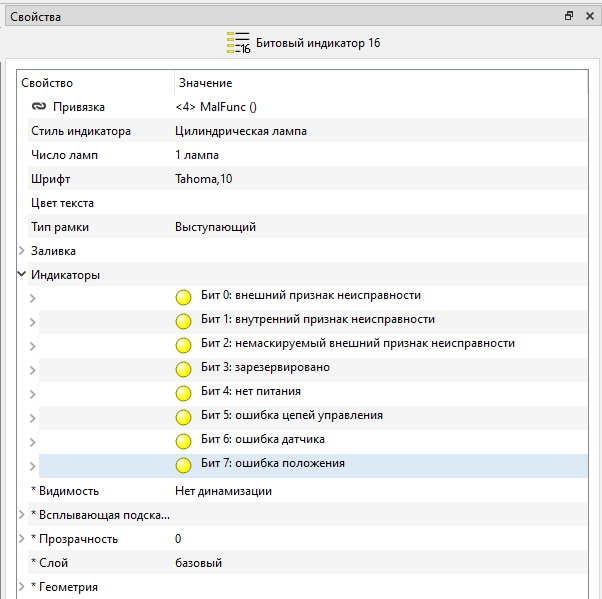 Свойства
16 Битовый индикатор 16
Свойство Значение
Привязка <4> MalFunc ()
Стиль индикатора Цилиндрическая лампа
Число ламп 1 лампа
Шрифт Tahoma,10
Цвет текста
Тип рамки Выступающий
Заливка
Индикаторы
Бит 0: внешний признак неисправности
Бит 1: внутренний признак неисправности
Бит 2: немаскируемый внешний признак неисправности
Бит 3: зарезервировано
Бит 4: нет питания
Бит 5: ошибка цепей управления
Бит 6: ошибка датчика
Бит 7: ошибка положения
* Видимость Нет динамизации
* Всплывающая подска...
* Прозрачность 0
* Слой базовый
* Геометрия